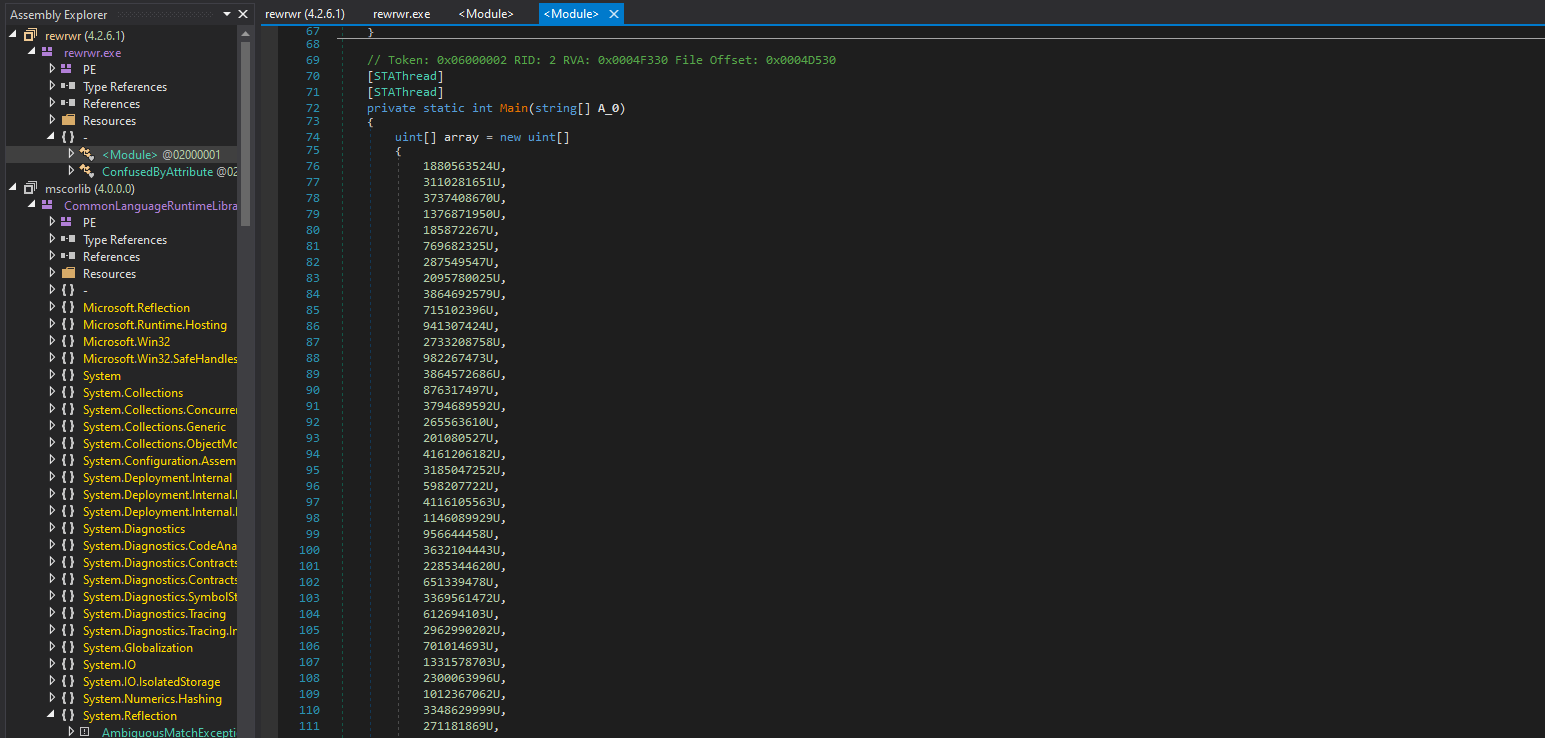 Assembly Explorer
rewrwr (4.2.6.1)
rewrwr.exe
PE
Type References
References
Resources
{ } -
<Module> @02000001
ConfusedByAttribute @02
mscorlib (4.0.0.0)
CommonLanguageRuntimeLibra
PE
Type References
References
Resources
{ } -
{ } Microsoft.Reflection
{ } Microsoft.Runtime.Hosting
{ } Microsoft.Win32
{ } Microsoft.Win32.SafeHandles
{ } System
{ } System.Collections
{ } System.Collections.Concurre
{ } System.Collections.Generic
{ } System.Collections.ObjectMo
{ } System.Configuration.Assem
{ } System.Deployment.Internal
{ } System.Deployment.Internal.
{ } System.Deployment.Internal.
{ } System.Diagnostics
{ } System.Diagnostics.CodeAna
{ } System.Diagnostics.Contracts
{ } System.Diagnostics.Contracts
{ } System.Diagnostics.SymbolSt
{ } System.Diagnostics.Tracing
{ } System.Diagnostics.Tracing.In
{ } System.Globalization
{ } System.IO
{ } System.IO.IsolatedStorage
{ } System.Numerics.Hashing
{ } System.Reflection
AmbiguousMatchExcepti
rewrwr (4.2.6.1) rewrwr.exe <Module> <Module>
67 }
68
69 // Token: 0x06000002 RID: 2 RVA: 0x0004F330 File Offset: 0x0004D530
70 [STAThread]
71 [STAThread]
72 private static int Main(string[] A_0)
73 {
74 uint[] array = new uint[]
75 {
76 1880563524U,
77 3110281651U,
78 3737408670U,
79 1376871950U,
80 185872267U,
81 769682325U,
82 287549547U,
83 2095780025U,
84 3864692579U,
85 715102396U,
86 941307424U,
87 2733208758U,
88 982267473U,
89 3864572686U,
90 876317497U,
91 3794689592U,
92 265563610U,
93 201080527U,
94 4161206182U,
95 3185047252U,
96 598207722U,
97 4116105563U,
98 1146089929U,
99 956644458U,
100 3632104443U,
101 2285344620U,
102 651339478U,
103 3369561472U,
104 612694103U,
105 2962990202U,
106 701014693U,
107 1331578703U,
108 2300063996U,
109 1012367062U,
110 3348629999U,
111 271181869U,